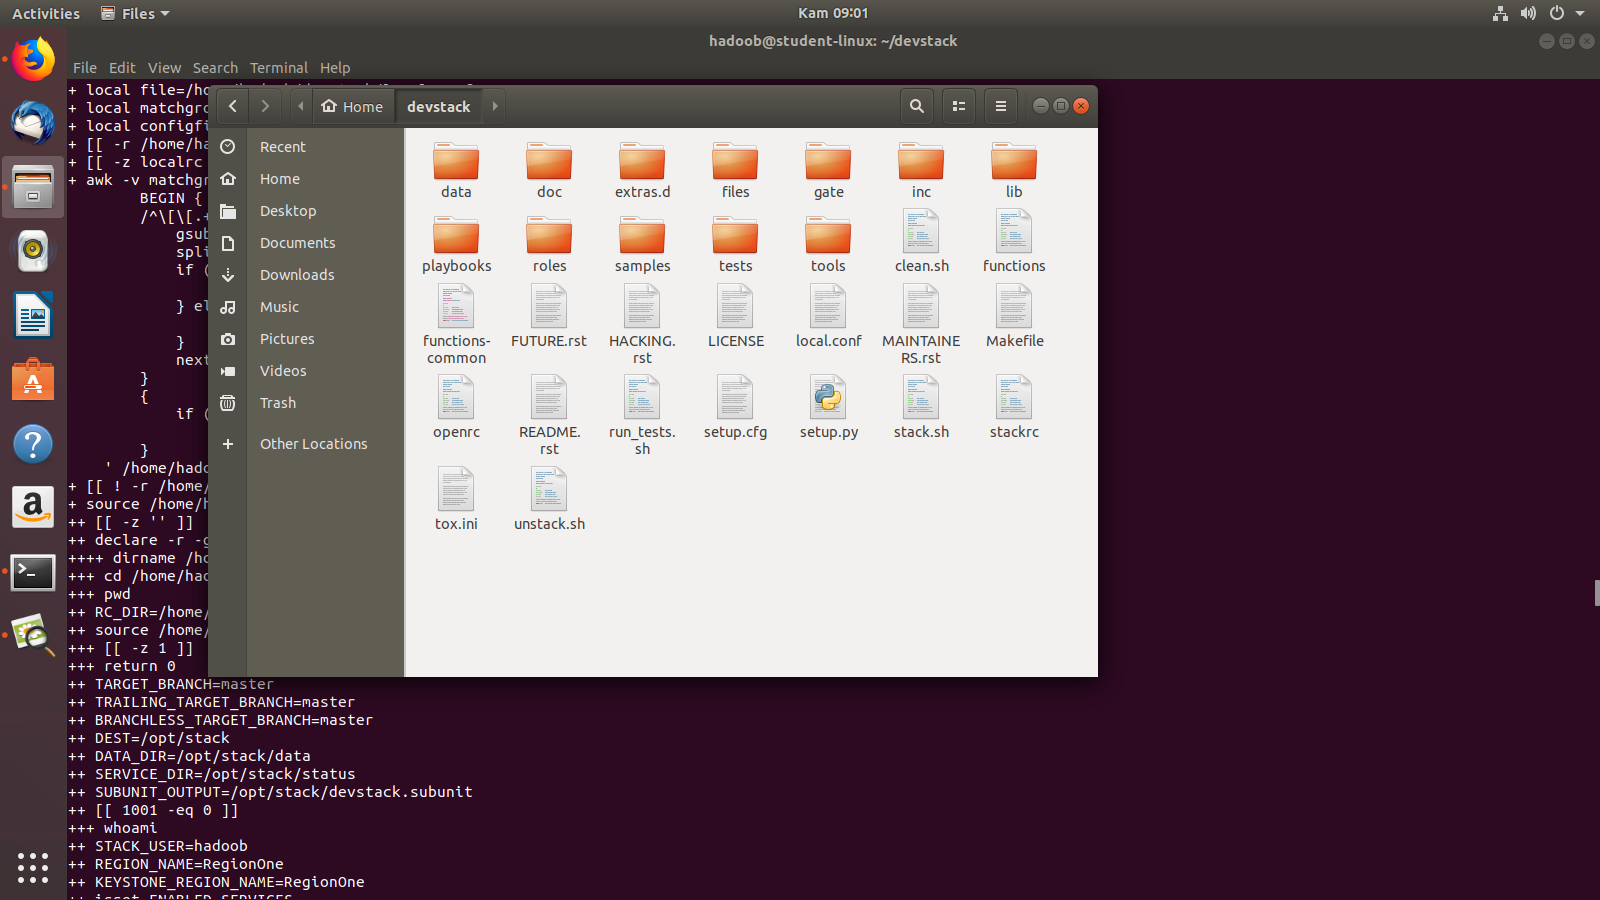 Activities
Files
Kam 09:01
hadoob@student-linux: ~/devstack
File Edit View Search Terminal Help
+ local file=/ho
+ local matchgro
+ local configfi
+ [[ -r /home/ha
+ [[ -z localrc
+ awk -v matchgr
BEGIN {
/^\[\[.+
gsub
spli
if (
} el
}
next
}
{
if (
}
' /home/hado
+ [[ ! -r /home/
+ source /home/h
++ [[ -z '' ]]
++ declare -r -g
++++ dirname /ho
+++ cd /home/had
+++ pwd
++ RC_DIR=/home/
++ source /home/
+++ [[ -z 1 ]]
+++ return 0
++ TARGET_BRANCH=master
++ TRAILING_TARGET_BRANCH=master
++ BRANCHLESS_TARGET_BRANCH=master
++ DEST=/opt/stack
++ DATA_DIR=/opt/stack/data
++ SERVICE_DIR=/opt/stack/status
++ SUBUNIT_OUTPUT=/opt/stack/devstack.subunit
++ [[ 1001 -eq 0 ]]
+++ whoami
++ STACK_USER=hadoob
++ REGION_NAME=RegionOne
++ KEYSTONE_REGION_NAME=RegionOne
Home devstack
Recent
Home
Desktop
Documents
Downloads
Music
Pictures
Videos
Trash
Other Locations
data doc extras.d files gate inc lib
playbooks roles samples tests tools clean.sh functions
functions-
common
FUTURE.rst
HACKING.
rst
LICENSE
local.conf
MAINTAINE
RS.rst
Makefile
openrc
README.
rst
run_tests.
sh
setup.cfg
setup.py
stack.sh
stackrc
tox.ini
unstack.sh